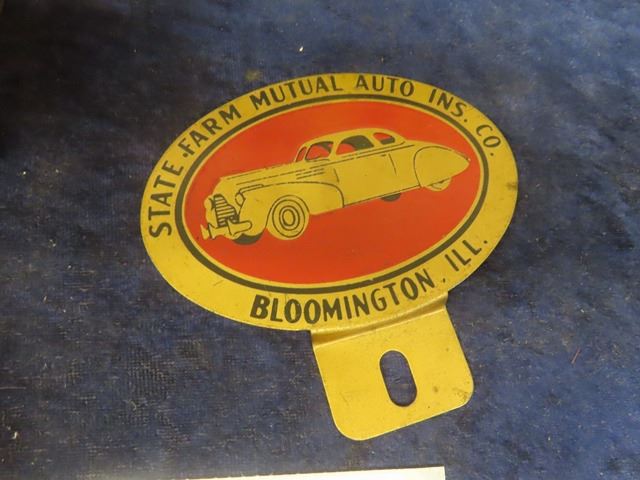 STATE FARM MUTUAL AUTO INS. CO.
BLOOMINGTON, ILL.